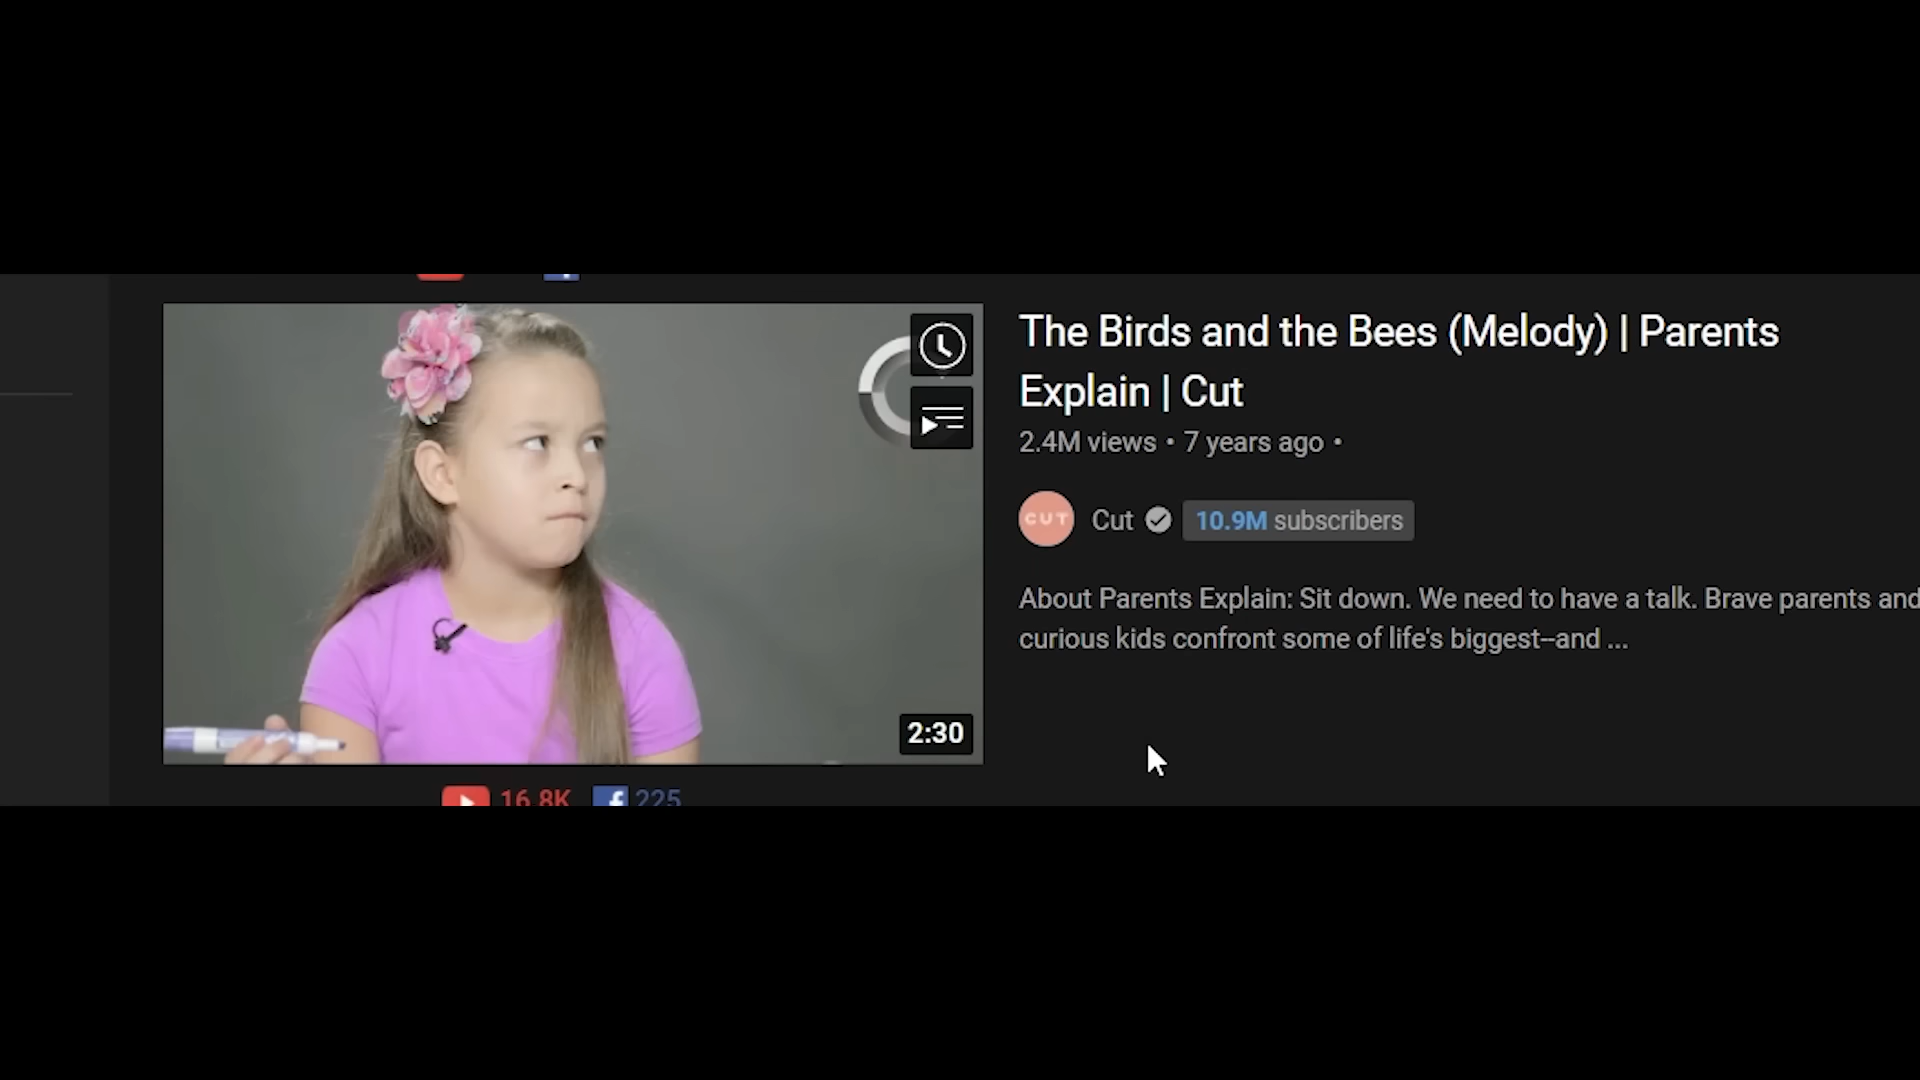 The Birds and the Bees (Melody) | Parents
Explain | Cut
2.4M views • 7 years ago •
CUT
Cut
10.9M subscribers
About Parents Explain: Sit down. We need to have a talk. Brave parents and
curious kids confront some of life's biggest--and ...
2:30
16.8K
f 225